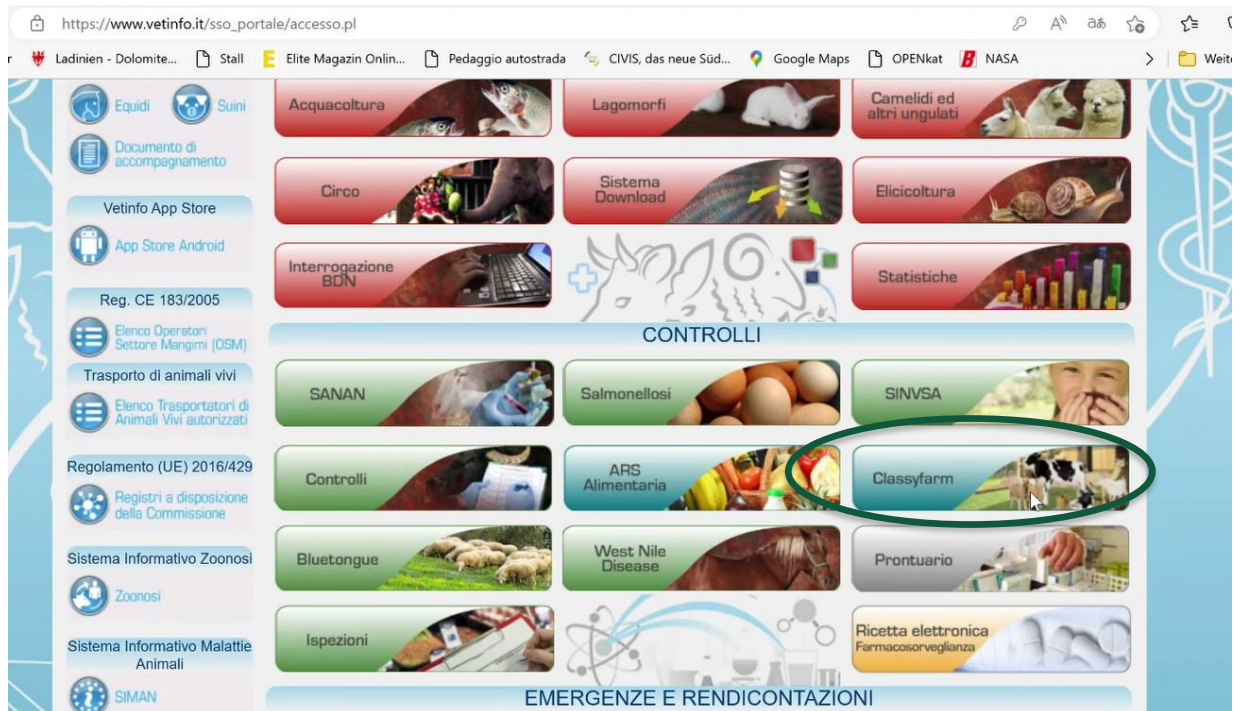 https://www.vetinfo.it/sso_portale/accesso.pl
Ladinien - Dolomite...
Stall
Elite Magazin Onlin...
Pedaggio autostrada
CIVIS, das neue Süd...
Google Maps
OPENkat
NASA
Equidi
Suini
Documento di
accompagnamento
Vetinfo App Store
App Store Android
Reg. CE 183/2005
Elenco Operatori
Settore Mangimi (OSM)
Trasporto di animali vivi
Elenco Trasportatori di
Animali Vivi autorizzati
Regolamento (UE) 2016/429
Registri a disposizione
della Commissione
Sistema Informativo Zoonosi
Zoonosi
Sistema Informativo Malattie
Animali
SIMAN
Acquacoltura
Lagomorfi
Camelidi ed
altri ungulati
Circo
Sistema
Download
Elicicoltura
Interrogazione
BDN
Statistiche
CONTROLLI
SANAN
Salmonellosi
SINVSA
Controlli
ARS
Alimentaria
Classyfarm
Bluetongue
West Nile
Disease
Prontuario
Ispezioni
Ricetta elettronica
Farmacosorveglianza
EMERGENZE E RENDICONTAZIONI